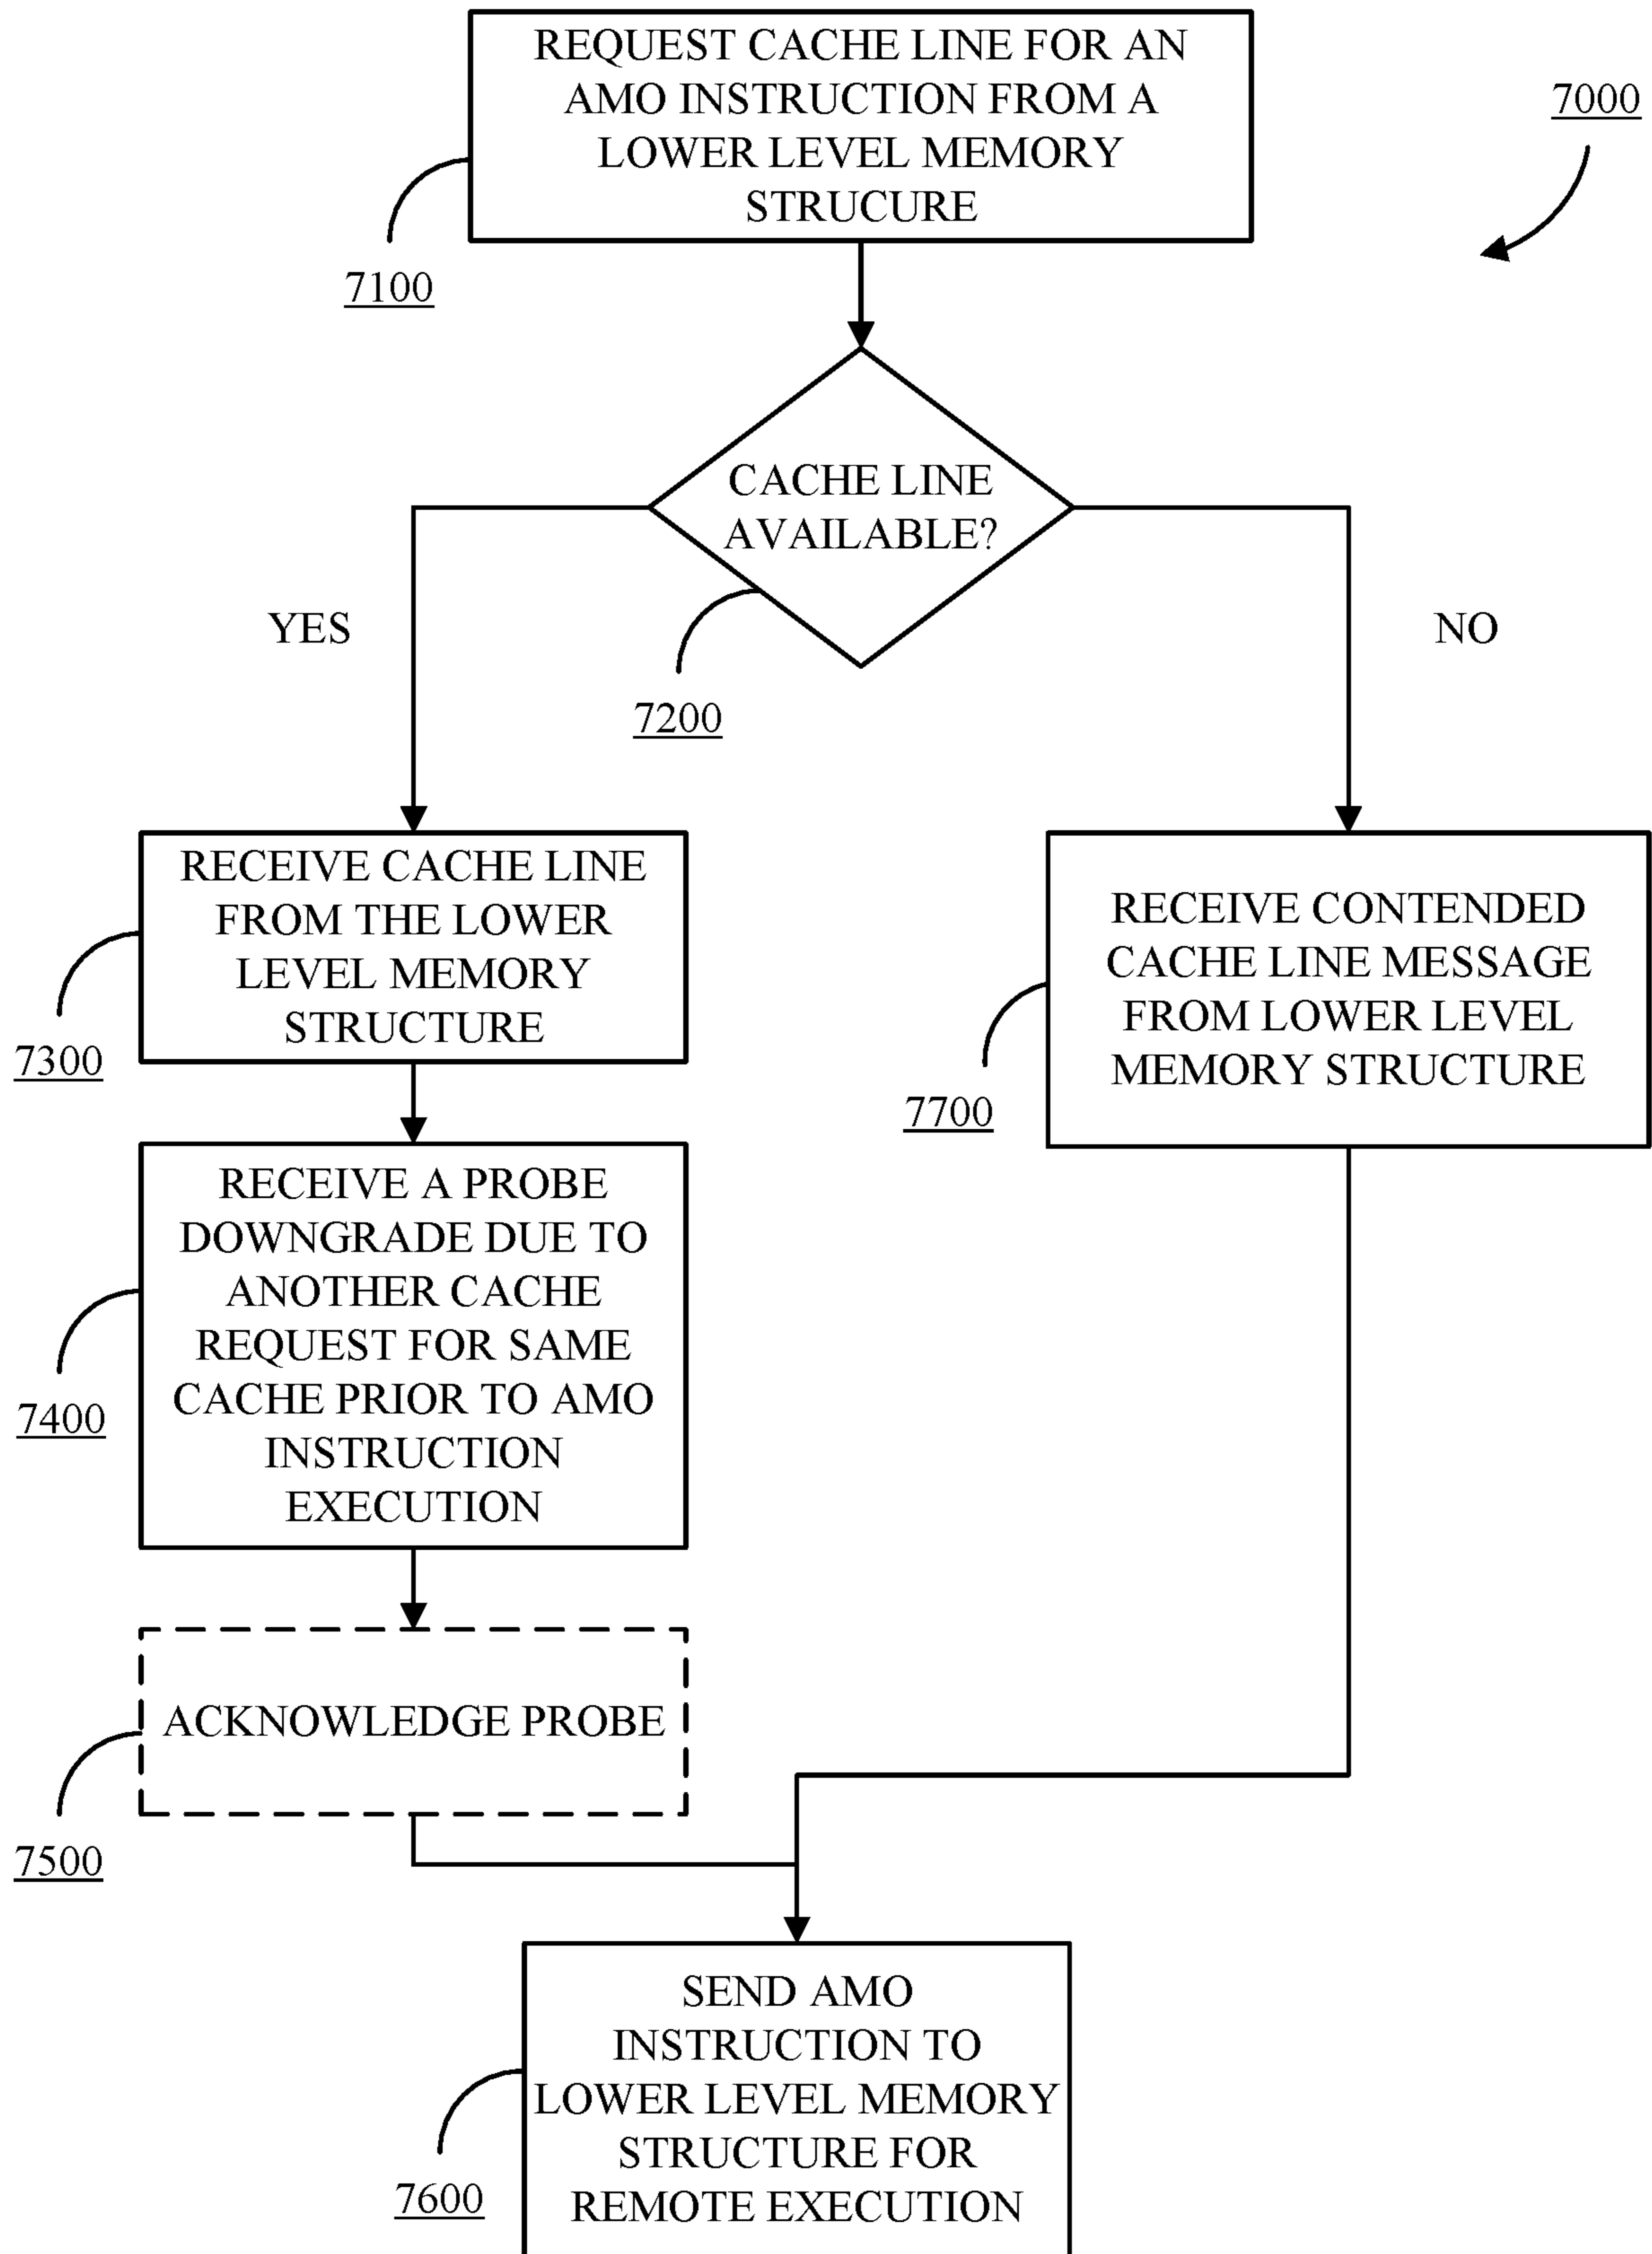 REQUEST CACHE LINE FOR AN
AMO INSTRUCTION FROM A
LOWER LEVEL MEMORY
STRUCURE
7000
7100
CACHE LINE
AVAILABLE?
YES
NO
7200
RECEIVE CACHE LINE
FROM THE LOWER
LEVEL MEMORY
STRUCTURE
7300
RECEIVE CONTENDED
CACHE LINE MESSAGE
FROM LOWER LEVEL
MEMORY STRUCTURE
7700
RECEIVE A PROBE
DOWNGRADE DUE TO
ANOTHER CACHE
REQUEST FOR SAME
CACHE PRIOR TO AMO
INSTRUCTION
EXECUTION
7400
ACKNOWLEDGE PROBE
7500
SEND AMO
INSTRUCTION TO
LOWER LEVEL MEMORY
STRUCTURE FOR
REMOTE EXECUTION
7600